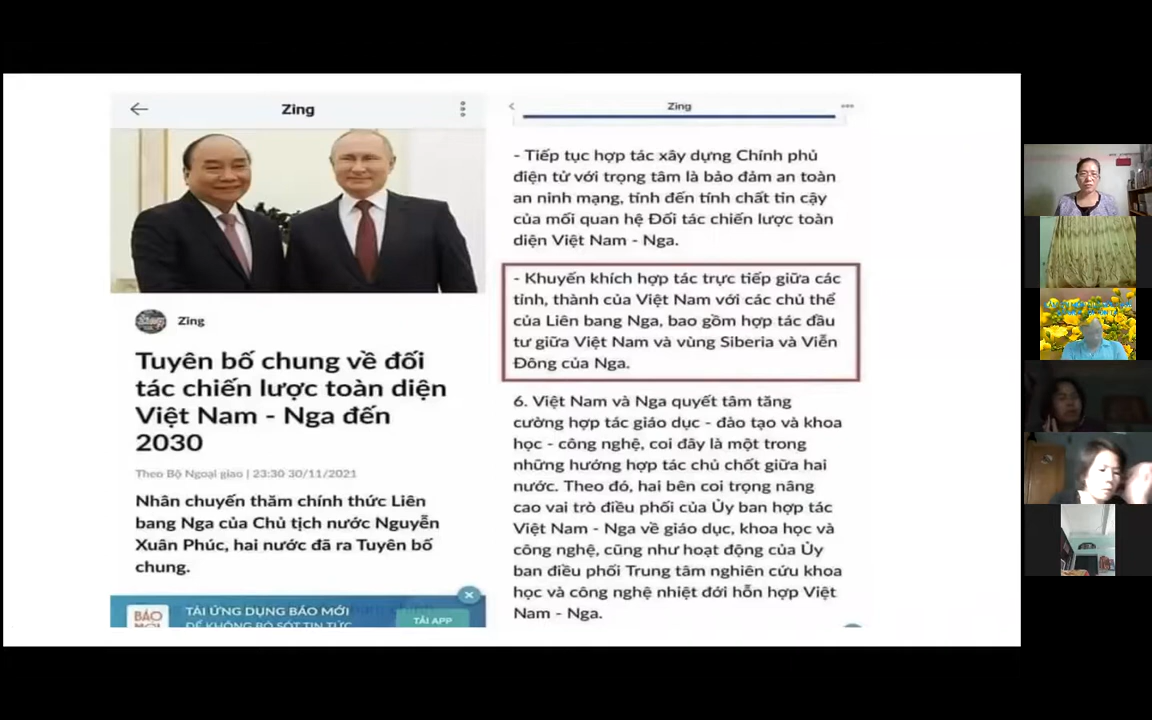 Zing
Zing
Tuyên bố chung về đối
tác chiến lược toàn diện
Việt Nam - Nga đến
2030
Theo Bộ Ngoại giao | 23:30 30/11/2021
Nhân chuyến thăm chính thức Liên
bang Nga của Chủ tịch nước Nguyễn
Xuân Phúc, hai nước đã ra Tuyên bố
chung.
BÁO
MỚI
TẢI ỨNG DỤNG BÁO MỚI
ĐỂ KHÔNG BỎ SÓT TIN TỨC
TẢI APP
Zing
- Tiếp tục hợp tác xây dựng Chính phủ
điện tử với trọng tâm là bảo đảm an toàn
an ninh mạng, tính đến tính chất tin cậy
của mối quan hệ Đối tác chiến lược toàn
diện Việt Nam - Nga.
- Khuyến khích hợp tác trực tiếp giữa các
tỉnh, thành của Việt Nam với các chủ thể
của Liên bang Nga, bao gồm hợp tác đầu
tư giữa Việt Nam và vùng Siberia và Viễn
Đông của Nga.
6. Việt Nam và Nga quyết tâm tăng
cường hợp tác giáo dục - đào tạo và khoa
học - công nghệ, coi đây là một trong
những hướng hợp tác chủ chốt giữa hai
nước. Theo đó, hai bên coi trọng nâng
cao vai trò điều phối của Ủy ban hợp tác
Việt Nam - Nga về giáo dục, khoa học và
công nghệ, cũng như hoạt động của Ủy
ban điều phối Trung tâm nghiên cứu khoa
học và công nghệ nhiệt đới hỗn hợp Việt
Nam - Nga.